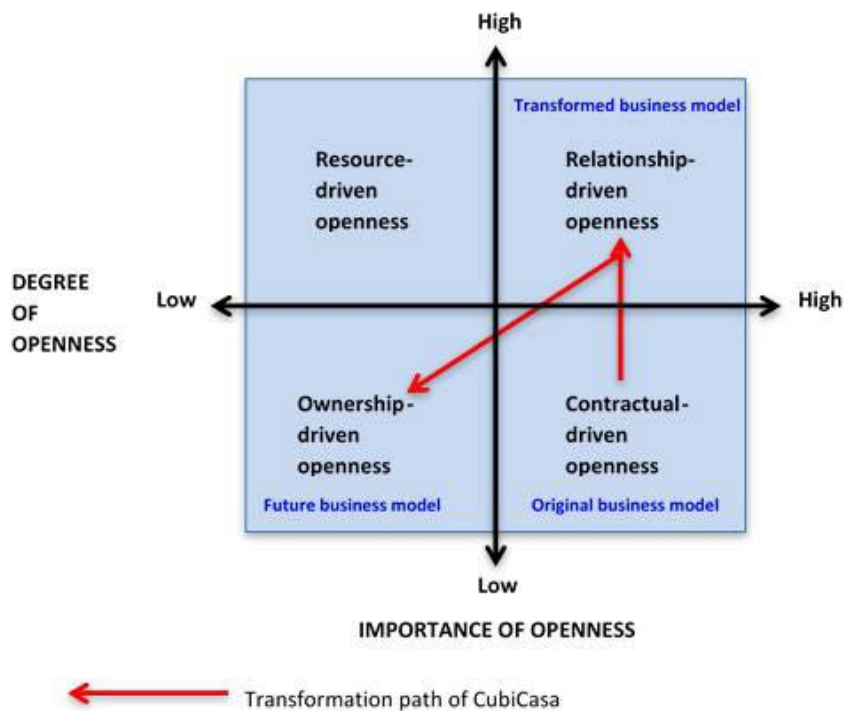 High
Transformed business model
Resource-
driven
openness
Relationship-
driven
openness
DEGREE
OF
OPENNESS
Low
High
Ownership-
driven
openness
Contractual-
driven
openness
Future business model
Original business model
Low
IMPORTANCE OF OPENNESS
Transformation path of CubiCasa